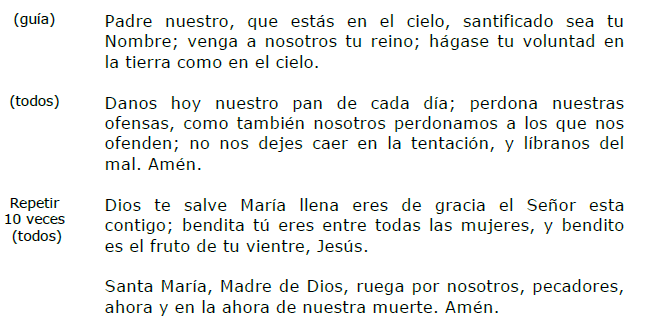 (guía) Padre nuestro, que estás en el cielo, santificado sea tu
Nombre; venga a nosotros tu reino; hágase tu voluntad en
la tierra como en el cielo.
(todos) Danos hoy nuestro pan de cada día; perdona nuestras
ofensas, como también nosotros perdonamos a los que nos
ofenden; no nos dejes caer en la tentación, y líbranos del
mal. Amén.
Repetir
10 veces
(todos)
Dios te salve María llena eres de gracia el Señor esta
contigo; bendita tú eres entre todas las mujeres, y bendito
es el fruto de tu vientre, Jesús.
Santa María, Madre de Dios, ruega por nosotros, pecadores,
ahora y en la ahora de nuestra muerte. Amén.